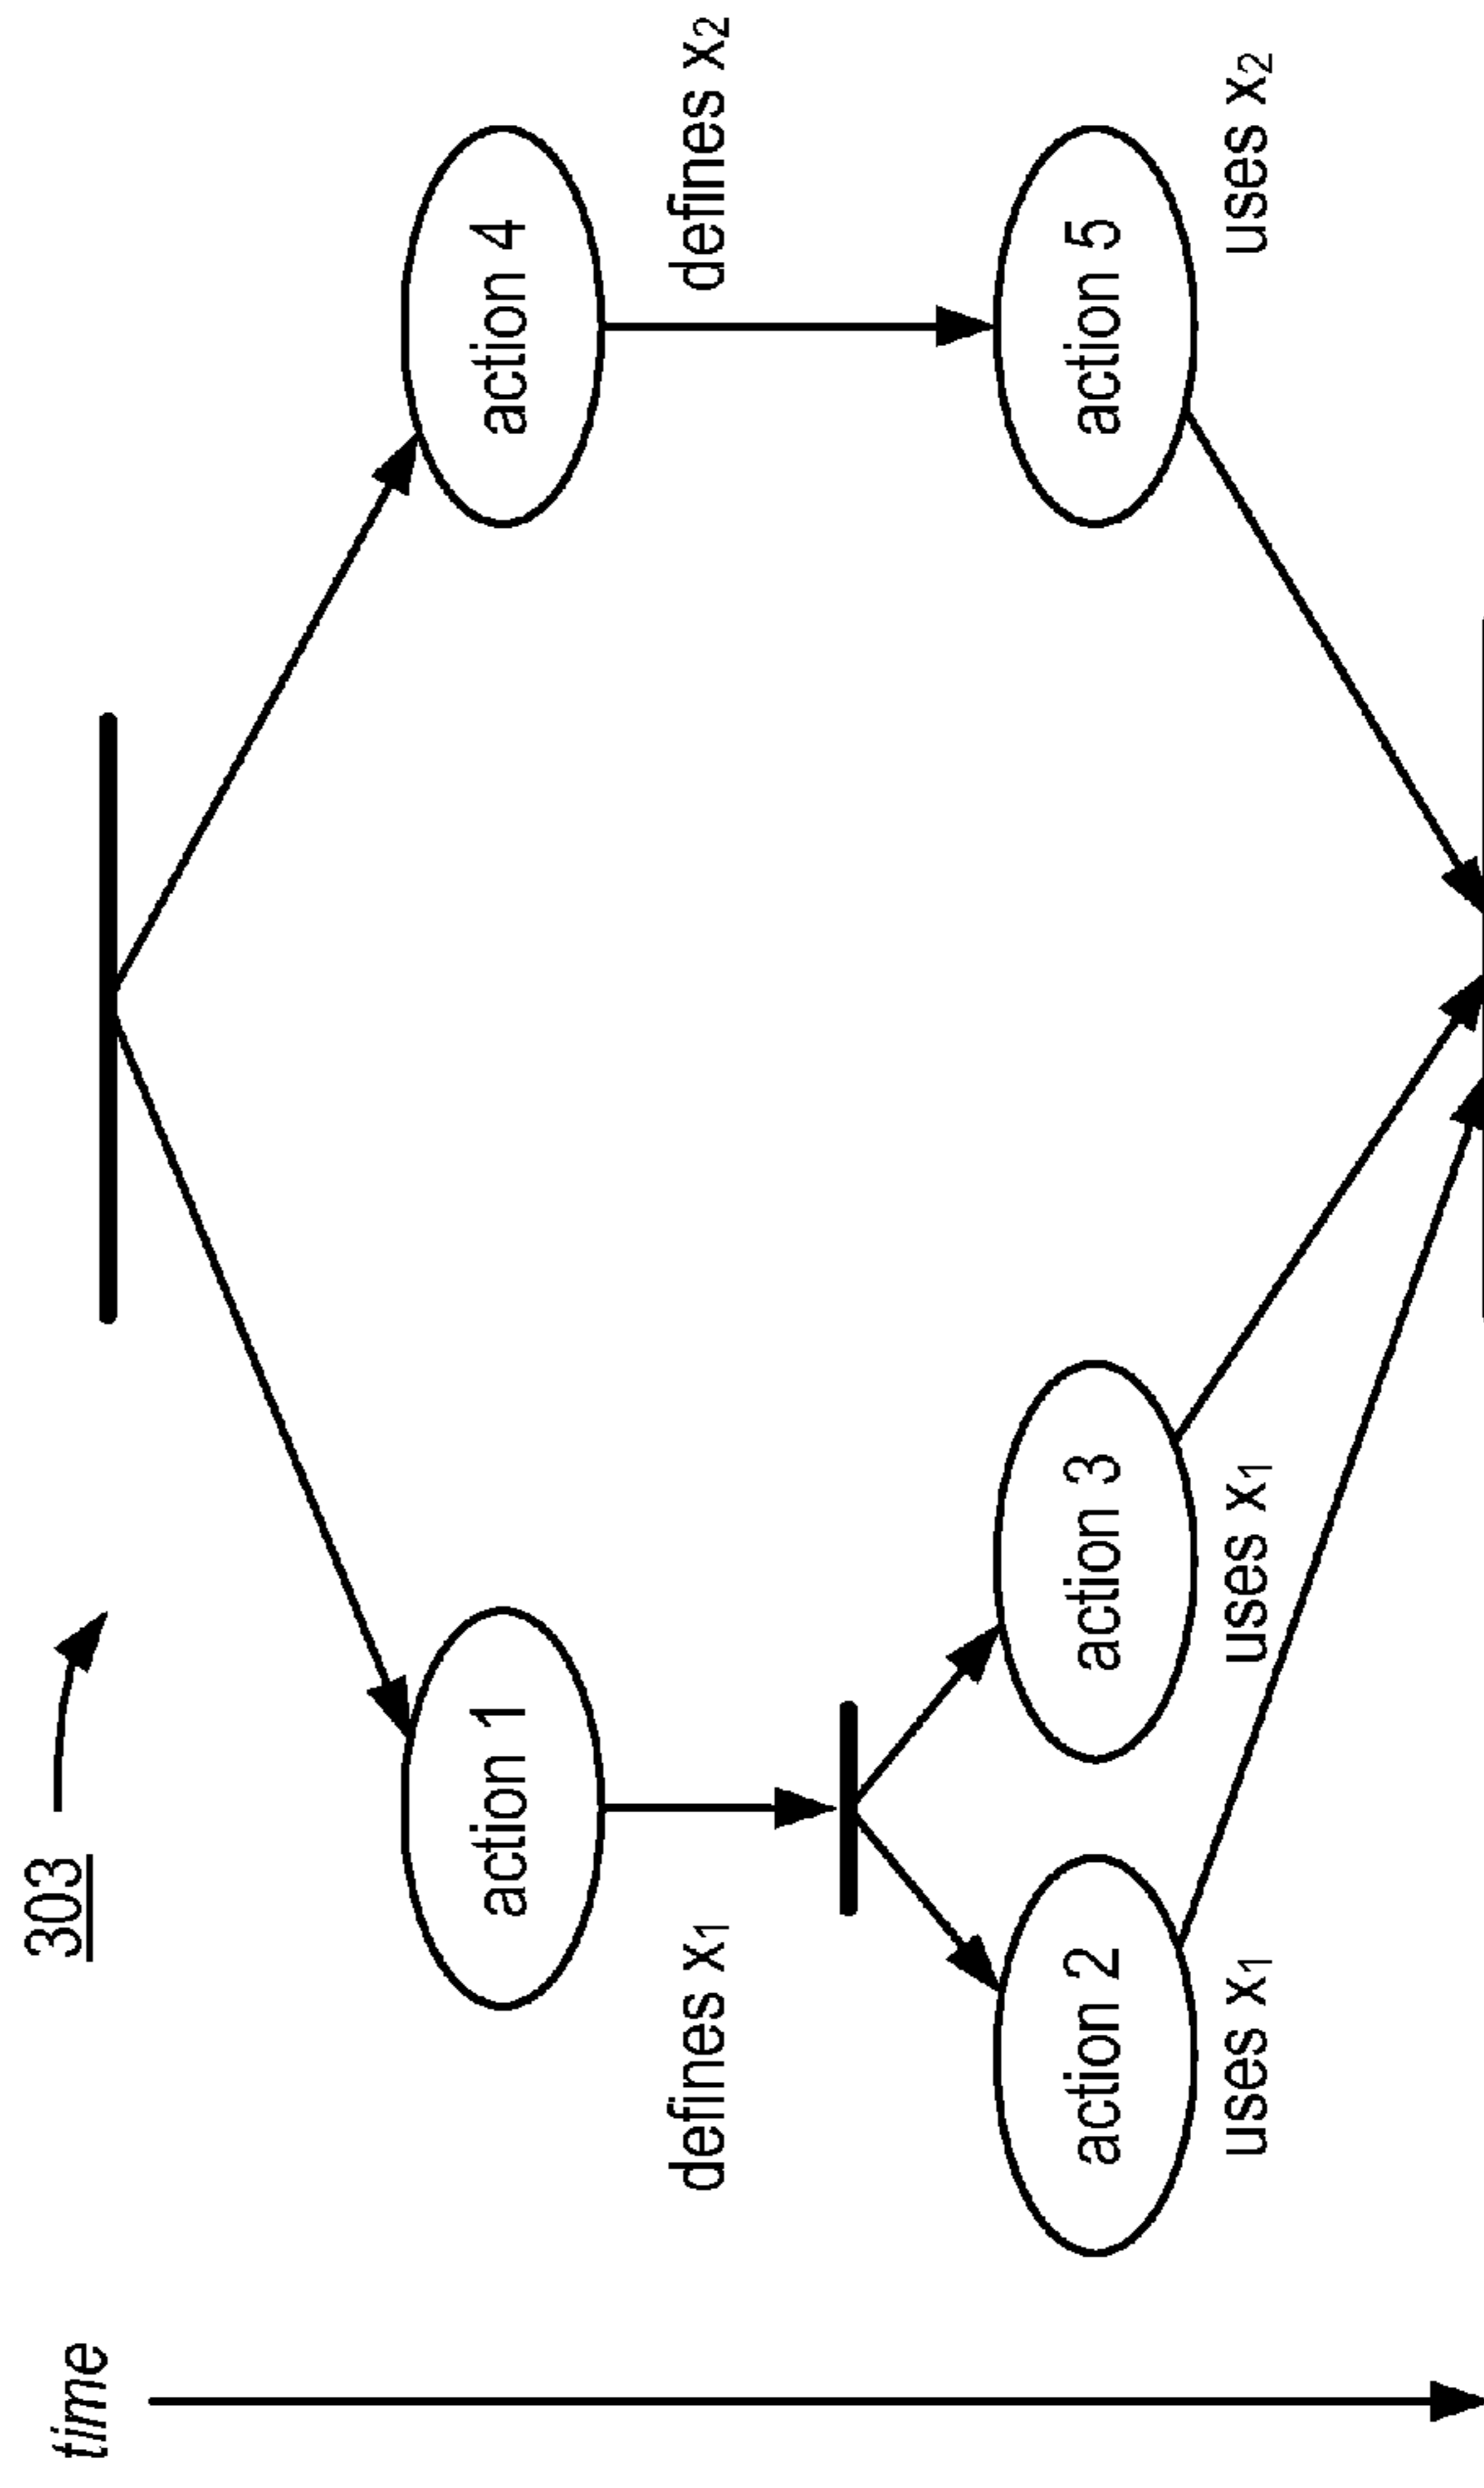 time
303
action 1
action 4
defines x₁
defines x₂
action 2
action 3
action 5
uses x₁
uses x₁
uses x₂